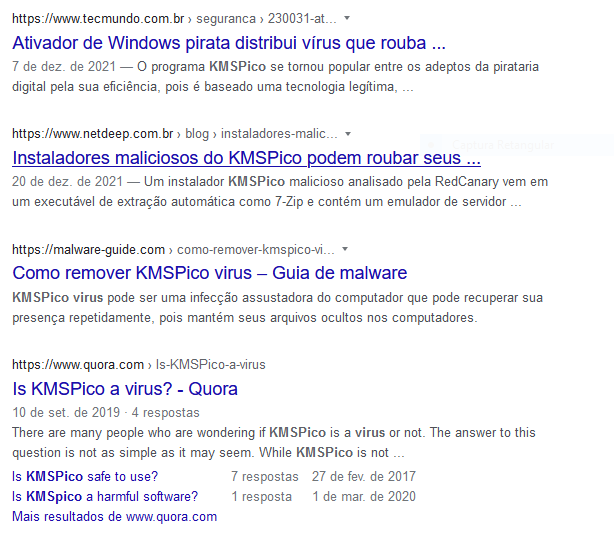 https://www.tecmundo.com.br › seguranca › 230031-at...
Ativador de Windows pirata distribui vírus que rouba ...
7 de dez. de 2021 — O programa KMSPico se tornou popular entre os adeptos da pirataria
digital pela sua eficiência, pois é baseado uma tecnologia legítima, ...
https://www.netdeep.com.br › blog › instaladores-malic...
Captura Retangular
Instaladores maliciosos do KMSPico podem roubar seus ...
20 de dez. de 2021 — Um instalador KMSPico malicioso analisado pela RedCanary vem em
um executável de extração automática como 7-Zip e contém um emulador de servidor ...
https://malware-guide.com › como-remover-kmspico-vi...
Como remover KMSPico virus – Guia de malware
KMSPico virus pode ser uma infecção assustadora do computador que pode recuperar sua
presença repetidamente, pois mantém seus arquivos ocultos nos computadores.
https://www.quora.com › Is-KMSPico-a-virus
Is KMSPico a virus? - Quora
10 de set. de 2019 · 4 respostas
There are many people who are wondering if KMSPico is a virus or not. The answer to this
question is not as simple as it may seem. While KMSPico is not ...
Is KMSPico safe to use? 7 respostas 27 de fev. de 2017
Is KMSpico a harmful software? 1 resposta 1 de mar. de 2020
Mais resultados de www.quora.com